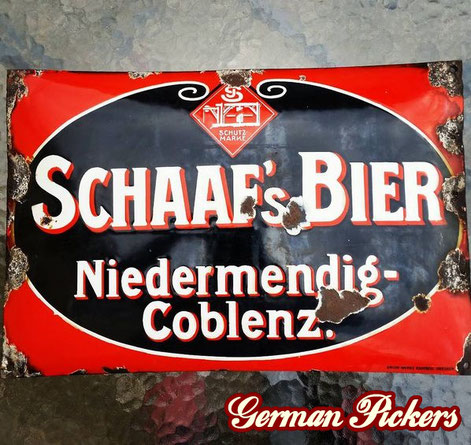 SCHUTZ
MARKE
SCHAAF's BIER
Niedermendig-
Coblenz.
German Pickers